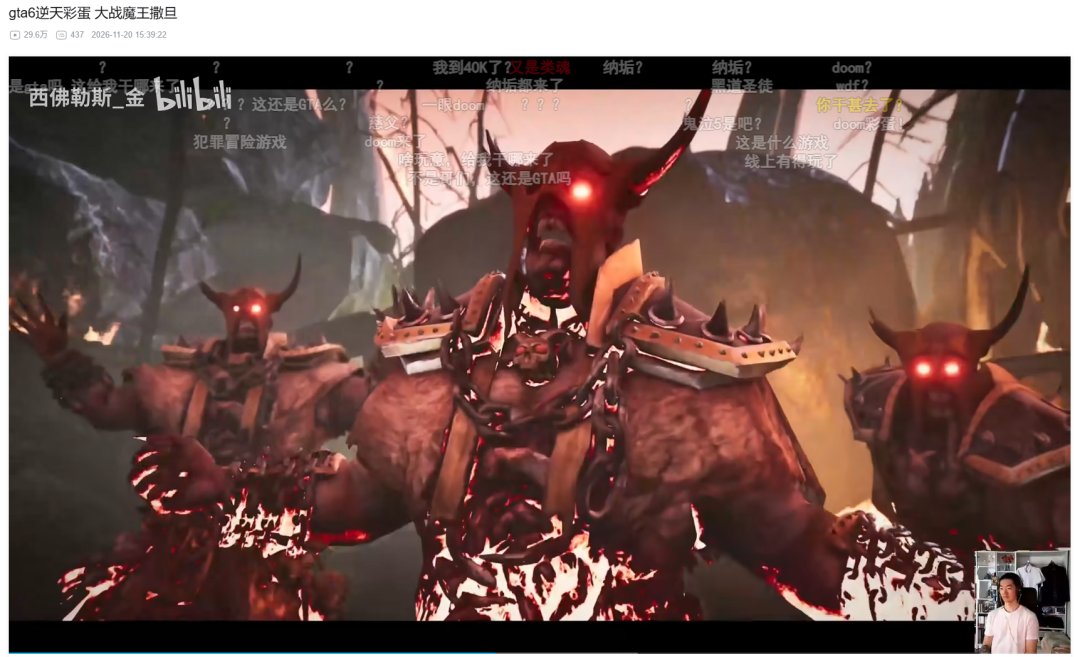 gta6逆天彩蛋 大战魔王撒旦
29.6万 437 2026-11-20 15:39:22
? ? ? 我到40K了? 又是类魂 纳垢? 纳垢? doom?
是gta吗,这给我干哪来了 ? 纳垢都来了 黑道圣徒 wdf?
西佛勒斯_金 bilibili
? 这还是GTA么? 一眼doom ? ? ? ? 你干甚去了?
? 慈父? 鬼泣5是吧? doom彩蛋!
犯罪冒险游戏 doom来了 这是什么游戏
啥玩意,给我干哪来了 线上有得玩了
不是哥们,这还是GTA吗